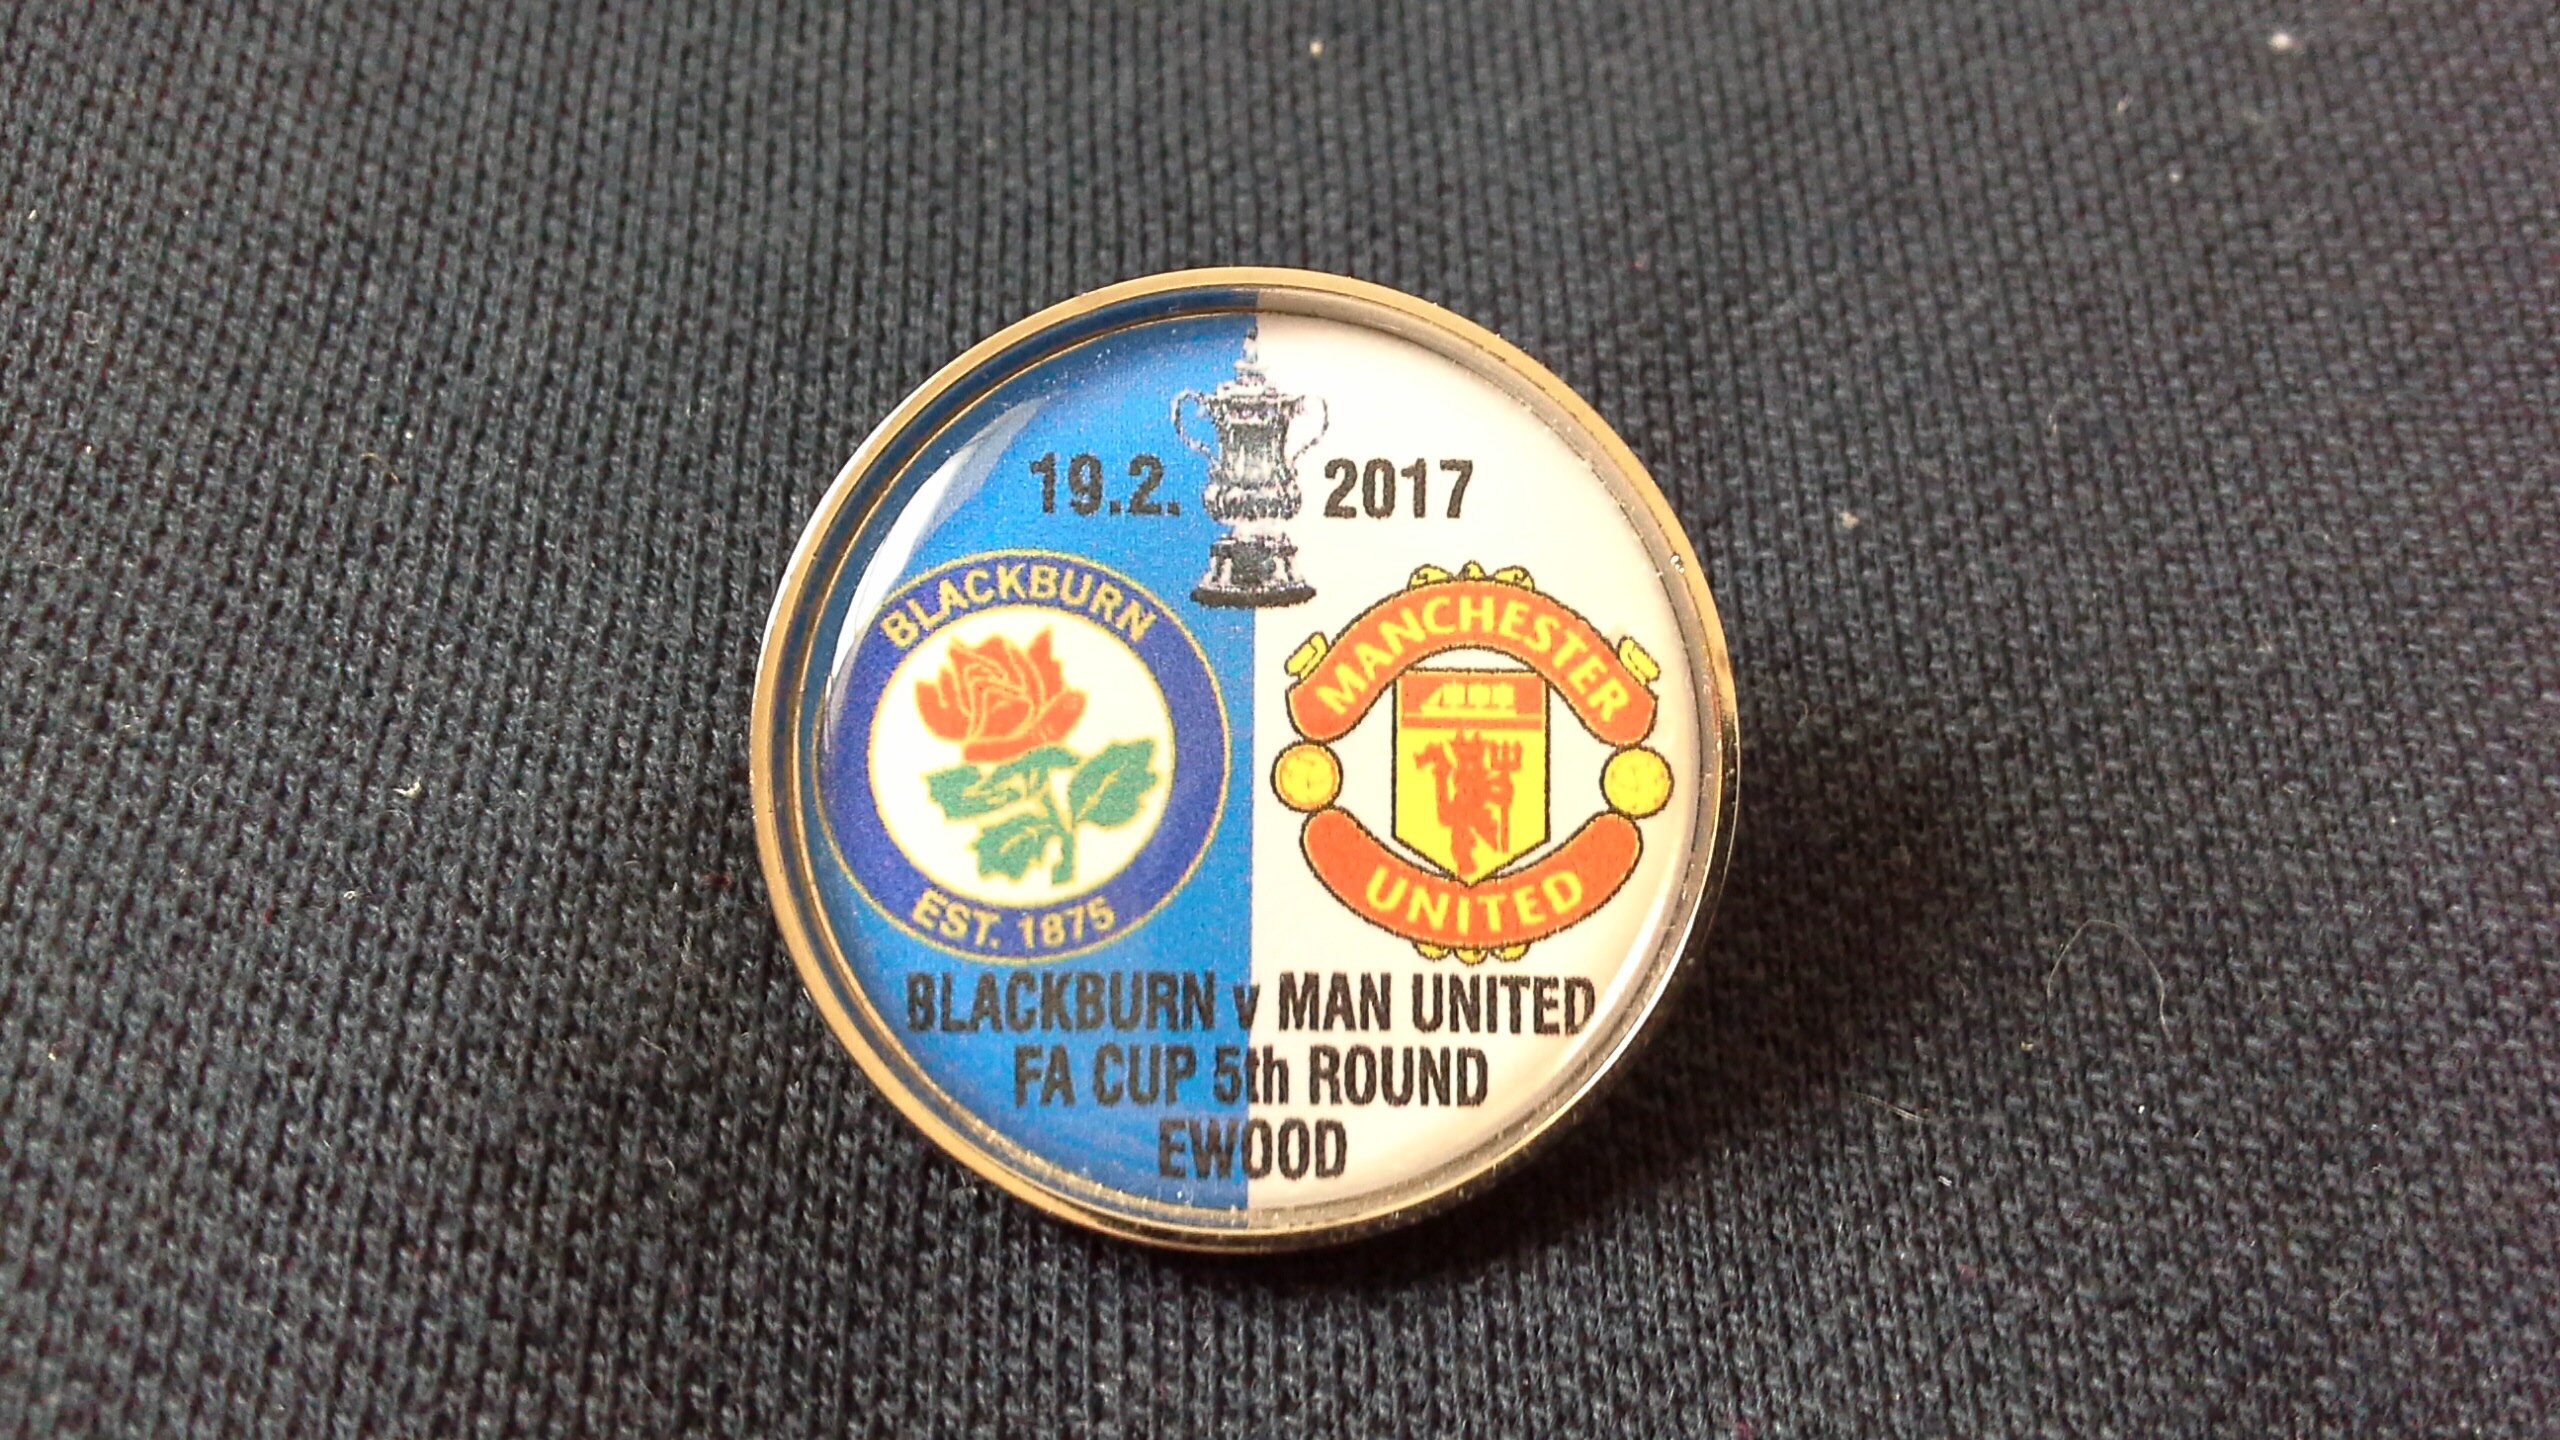 19.2. 2017
BLACKBURN
EST. 1875
MANCHESTER
UNITED
BLACKBURN v MAN UNITED
FA CUP 5th ROUND
EWOOD